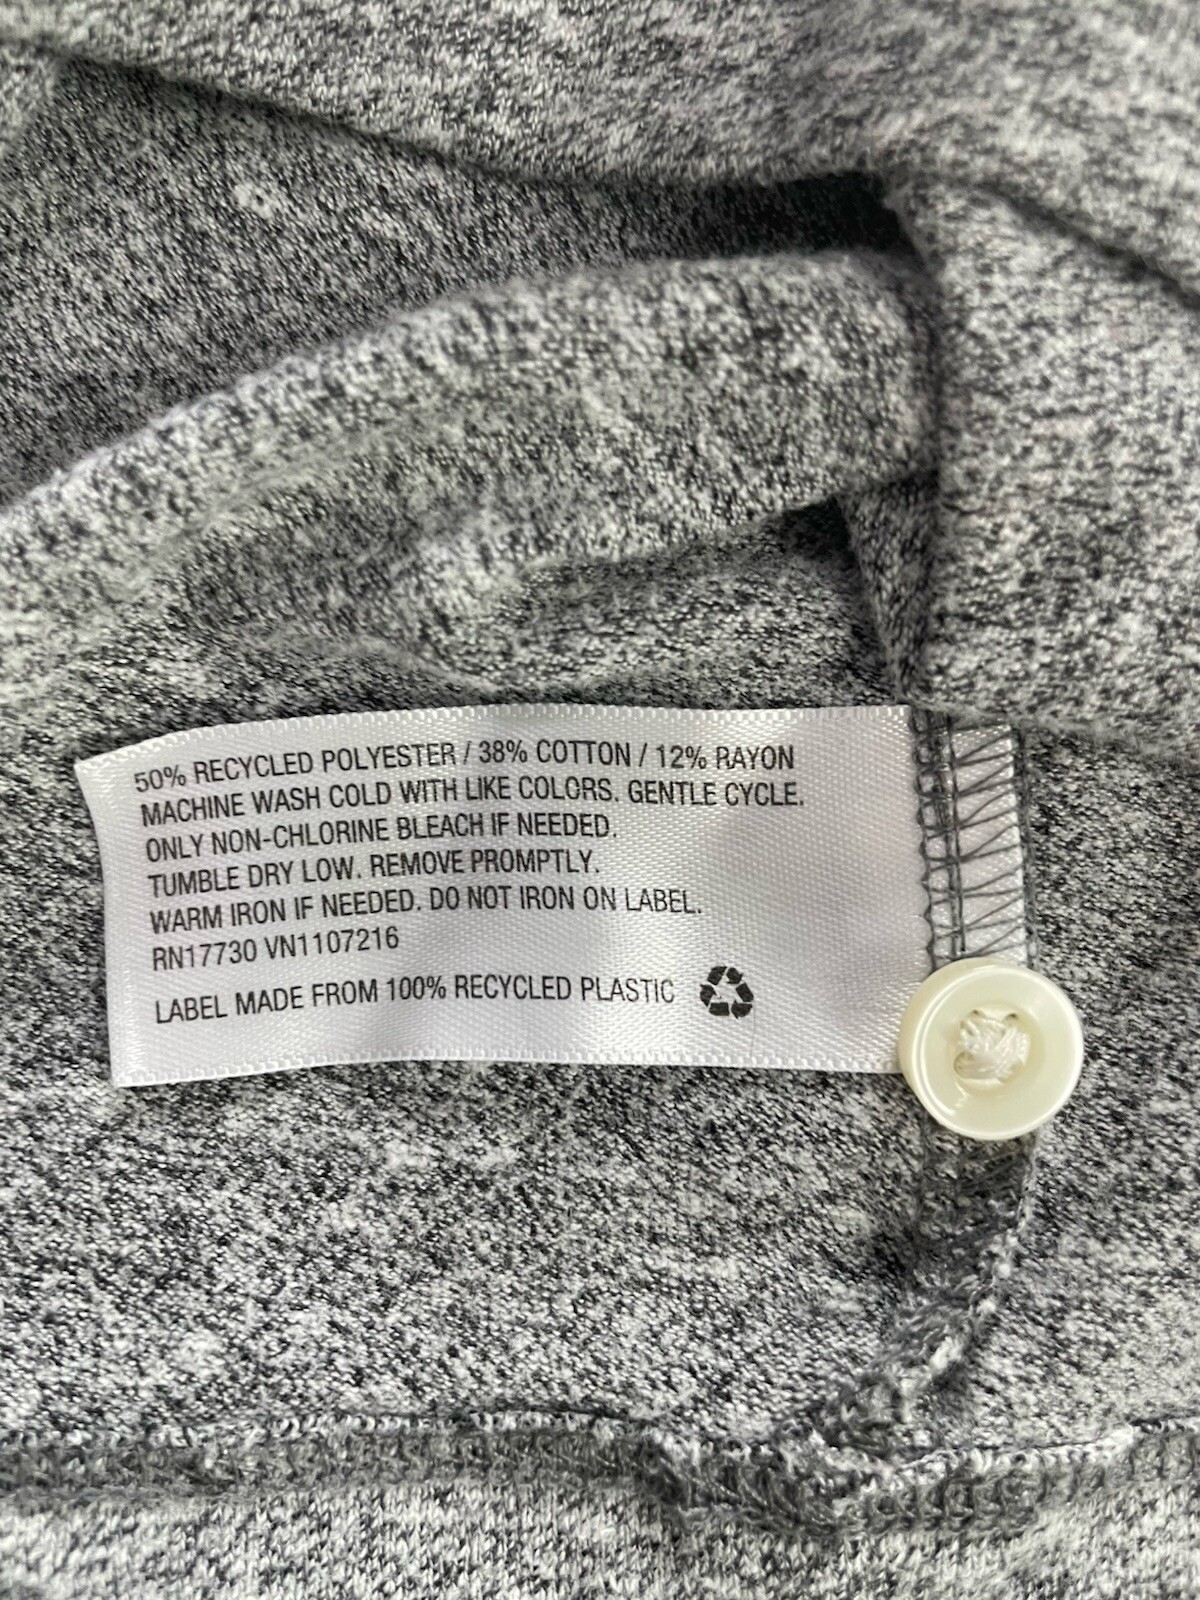 50% RECYCLED POLYESTER / 38% COTTON / 12% RAYON
MACHINE WASH COLD WITH LIKE COLORS. GENTLE CYCLE.
ONLY NON-CHLORINE BLEACH IF NEEDED.
TUMBLE DRY LOW. REMOVE PROMPTLY.
WARM IRON IF NEEDED. DO NOT IRON ON LABEL.
RN17730 VN1107216
LABEL MADE FROM 100% RECYCLED PLASTIC